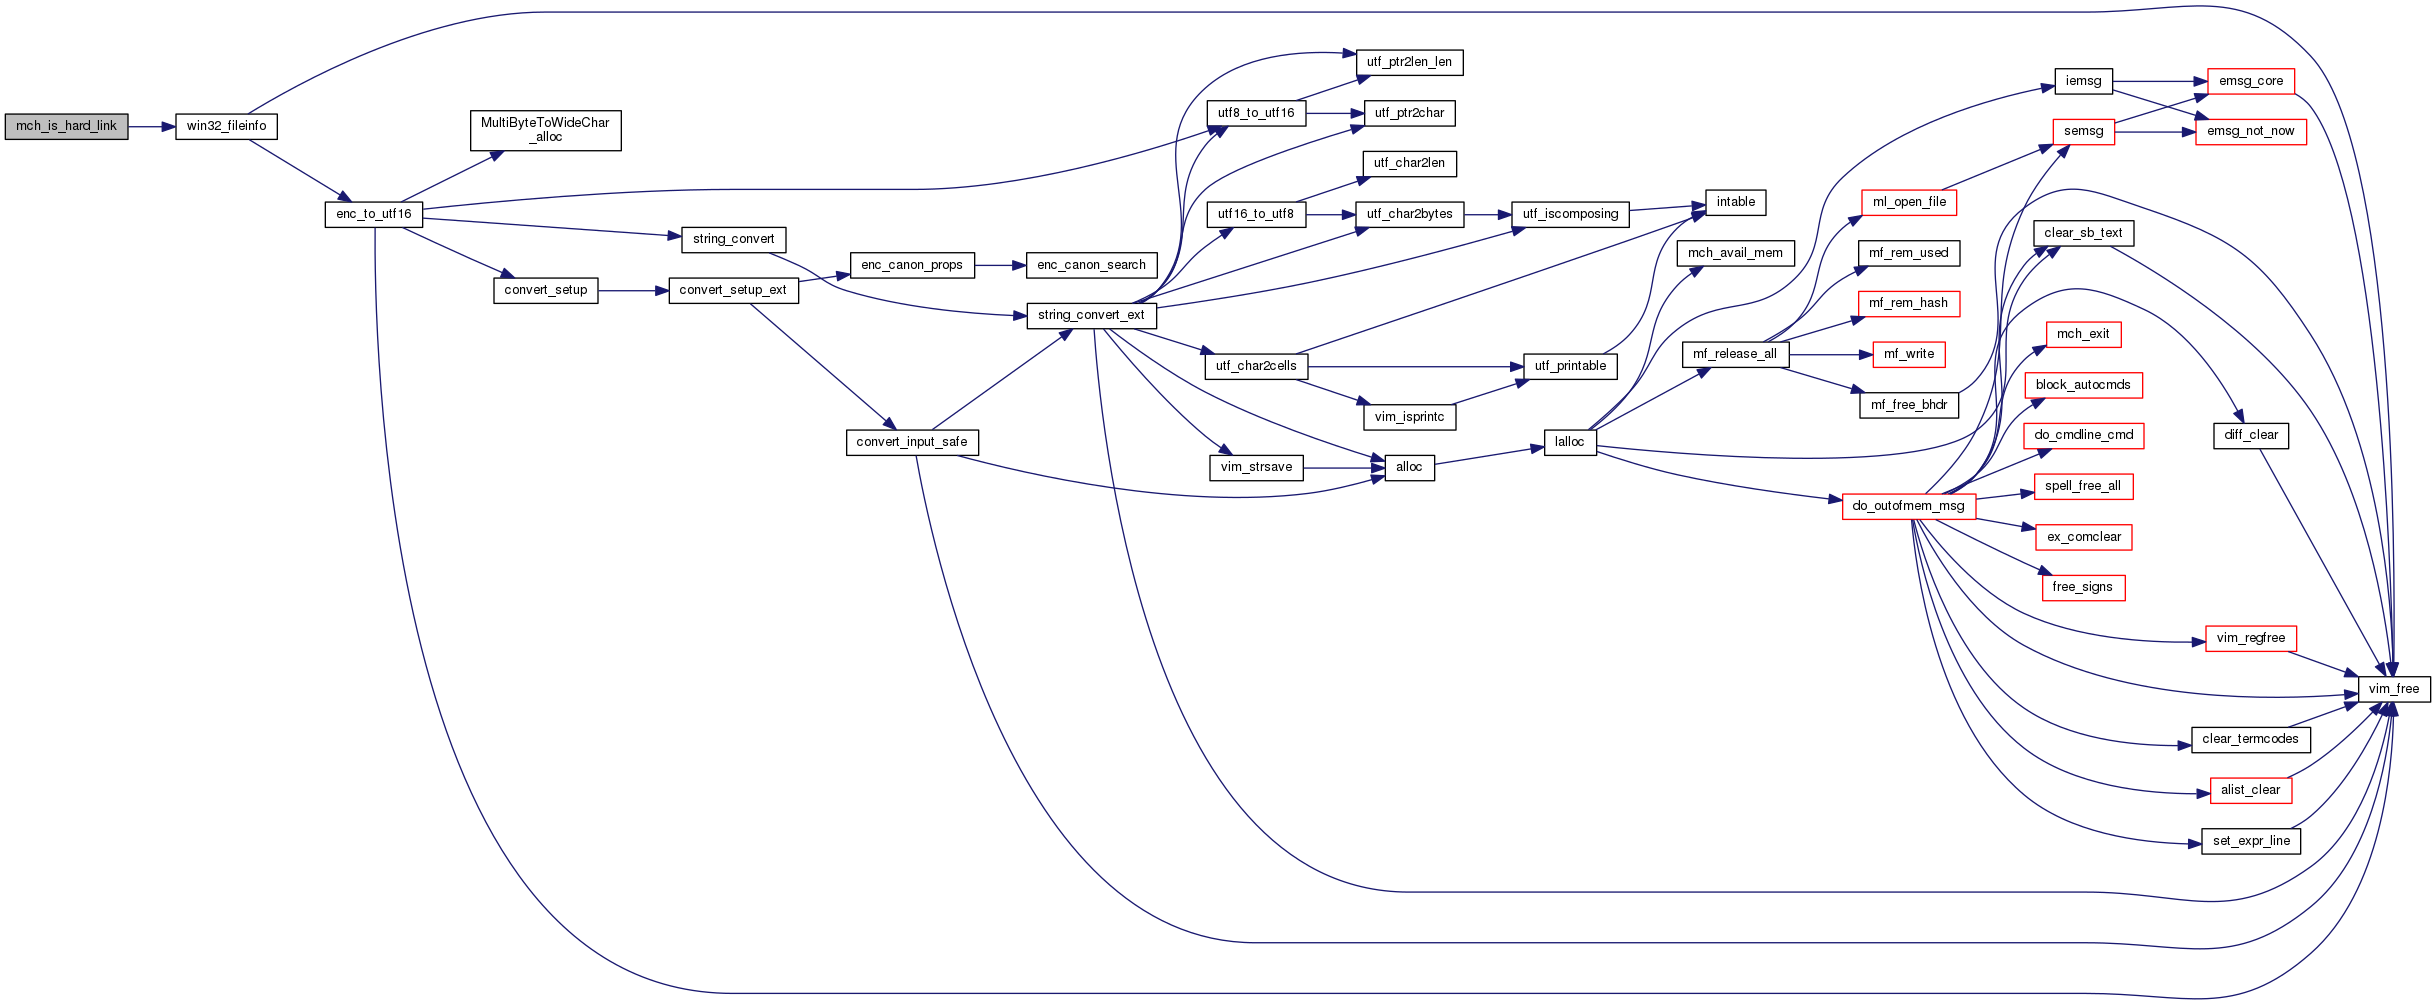 mch_is_hard_link
win32_fileinfo
enc_to_utf16
MultiByteToWideChar
_alloc
convert_setup
string_convert
convert_setup_ext
enc_canon_props
convert_input_safe
enc_canon_search
string_convert_ext
utf8_to_utf16
utf16_to_utf8
utf_char2cells
vim_strsave
utf_ptr2len_len
utf_ptr2char
utf_char2len
utf_char2bytes
vim_isprintc
alloc
utf_iscomposing
utf_printable
lalloc
intable
mch_avail_mem
mf_release_all
ml_open_file
mf_rem_used
mf_rem_hash
mf_write
mf_free_bhdr
do_outofmem_msg
iemsg
semsg
clear_sb_text
mch_exit
block_autocmds
do_cmdline_cmd
spell_free_all
ex_comclear
free_signs
emsg_core
emsg_not_now
diff_clear
vim_regfree
clear_termcodes
alist_clear
set_expr_line
vim_free